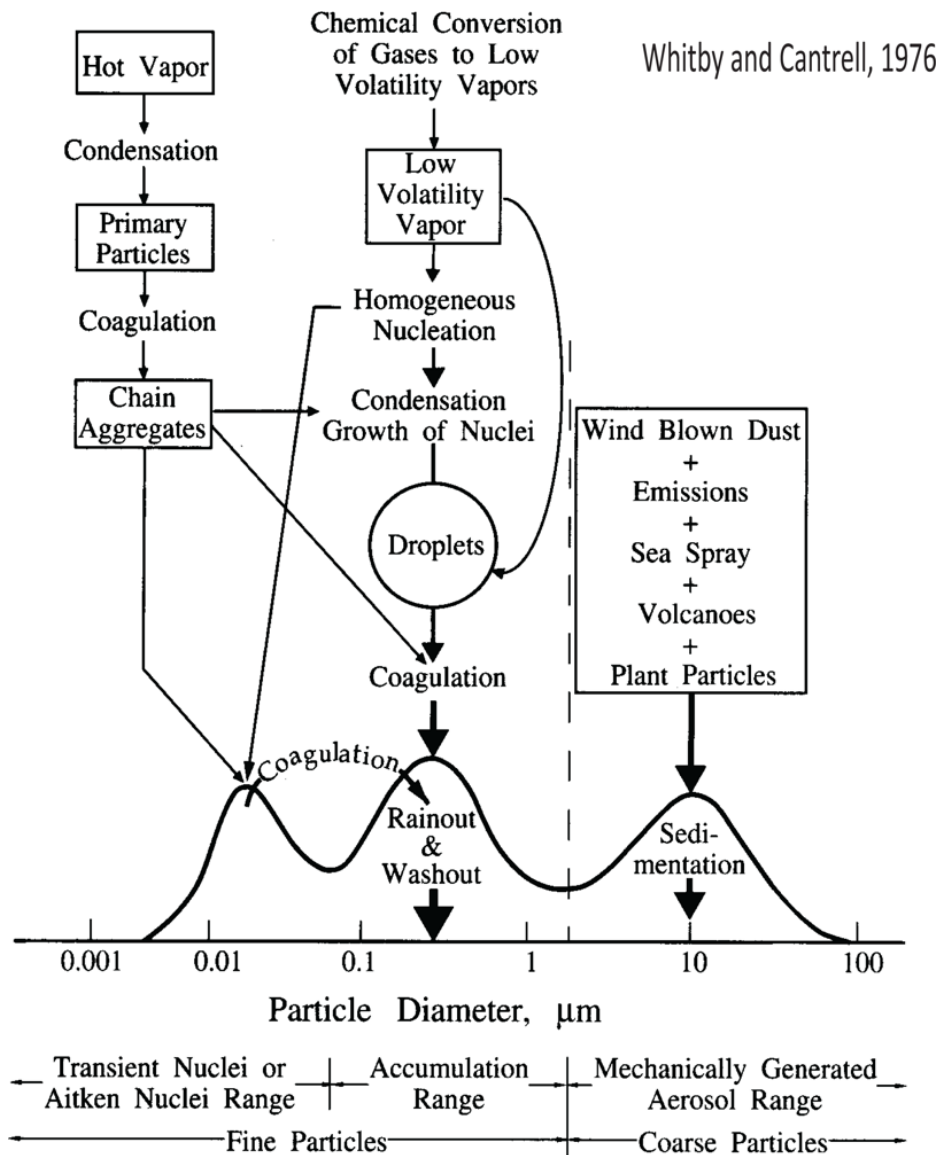 Hot Vapor
Condensation
Primary
Particles
Coagulation
Chain
Aggregates
Chemical Conversion
of Gases to Low
Volatility Vapors
Low
Volatility
Vapor
Homogeneous
Nucleation
Condensation
Growth of Nuclei
Droplets
Coagulation
Whitby and Cantrell, 1976
Wind Blown Dust
+
Emissions
+
Sea Spray
+
Volcanoes
+
Plant Particles
Coagulation
Rainout
&
Washout
Sedi-
mentation
0.001 0.01 0.1 1 10 100
Particle Diameter, μm
Transient Nuclei or
Aitken Nuclei Range
Accumulation
Range
Mechanically Generated
Aerosol Range
Fine Particles
Coarse Particles